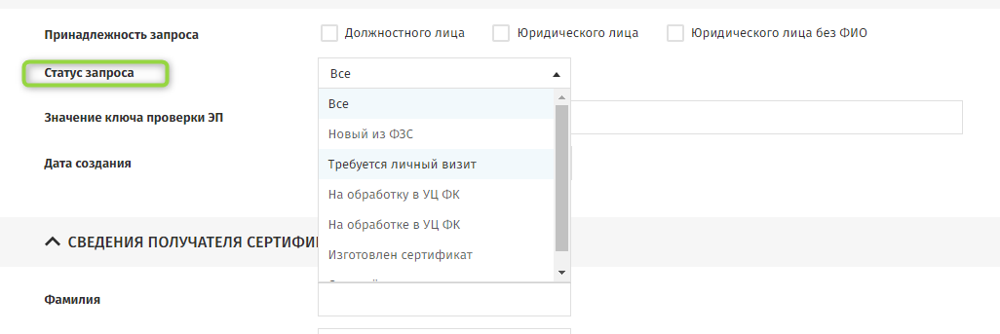 Принадлежность запроса
Должностного лица
Юридического лица
Юридического лица без ФИО
Статус запроса
Все
Все
Новый из ФЗС
Требуется личный визит
На обработку в УЦ ФК
На обработке в УЦ ФК
Изготовлен сертификат
Значение ключа проверки ЭП
Дата создания
СВЕДЕНИЯ ПОЛУЧАТЕЛЯ
Фамилия